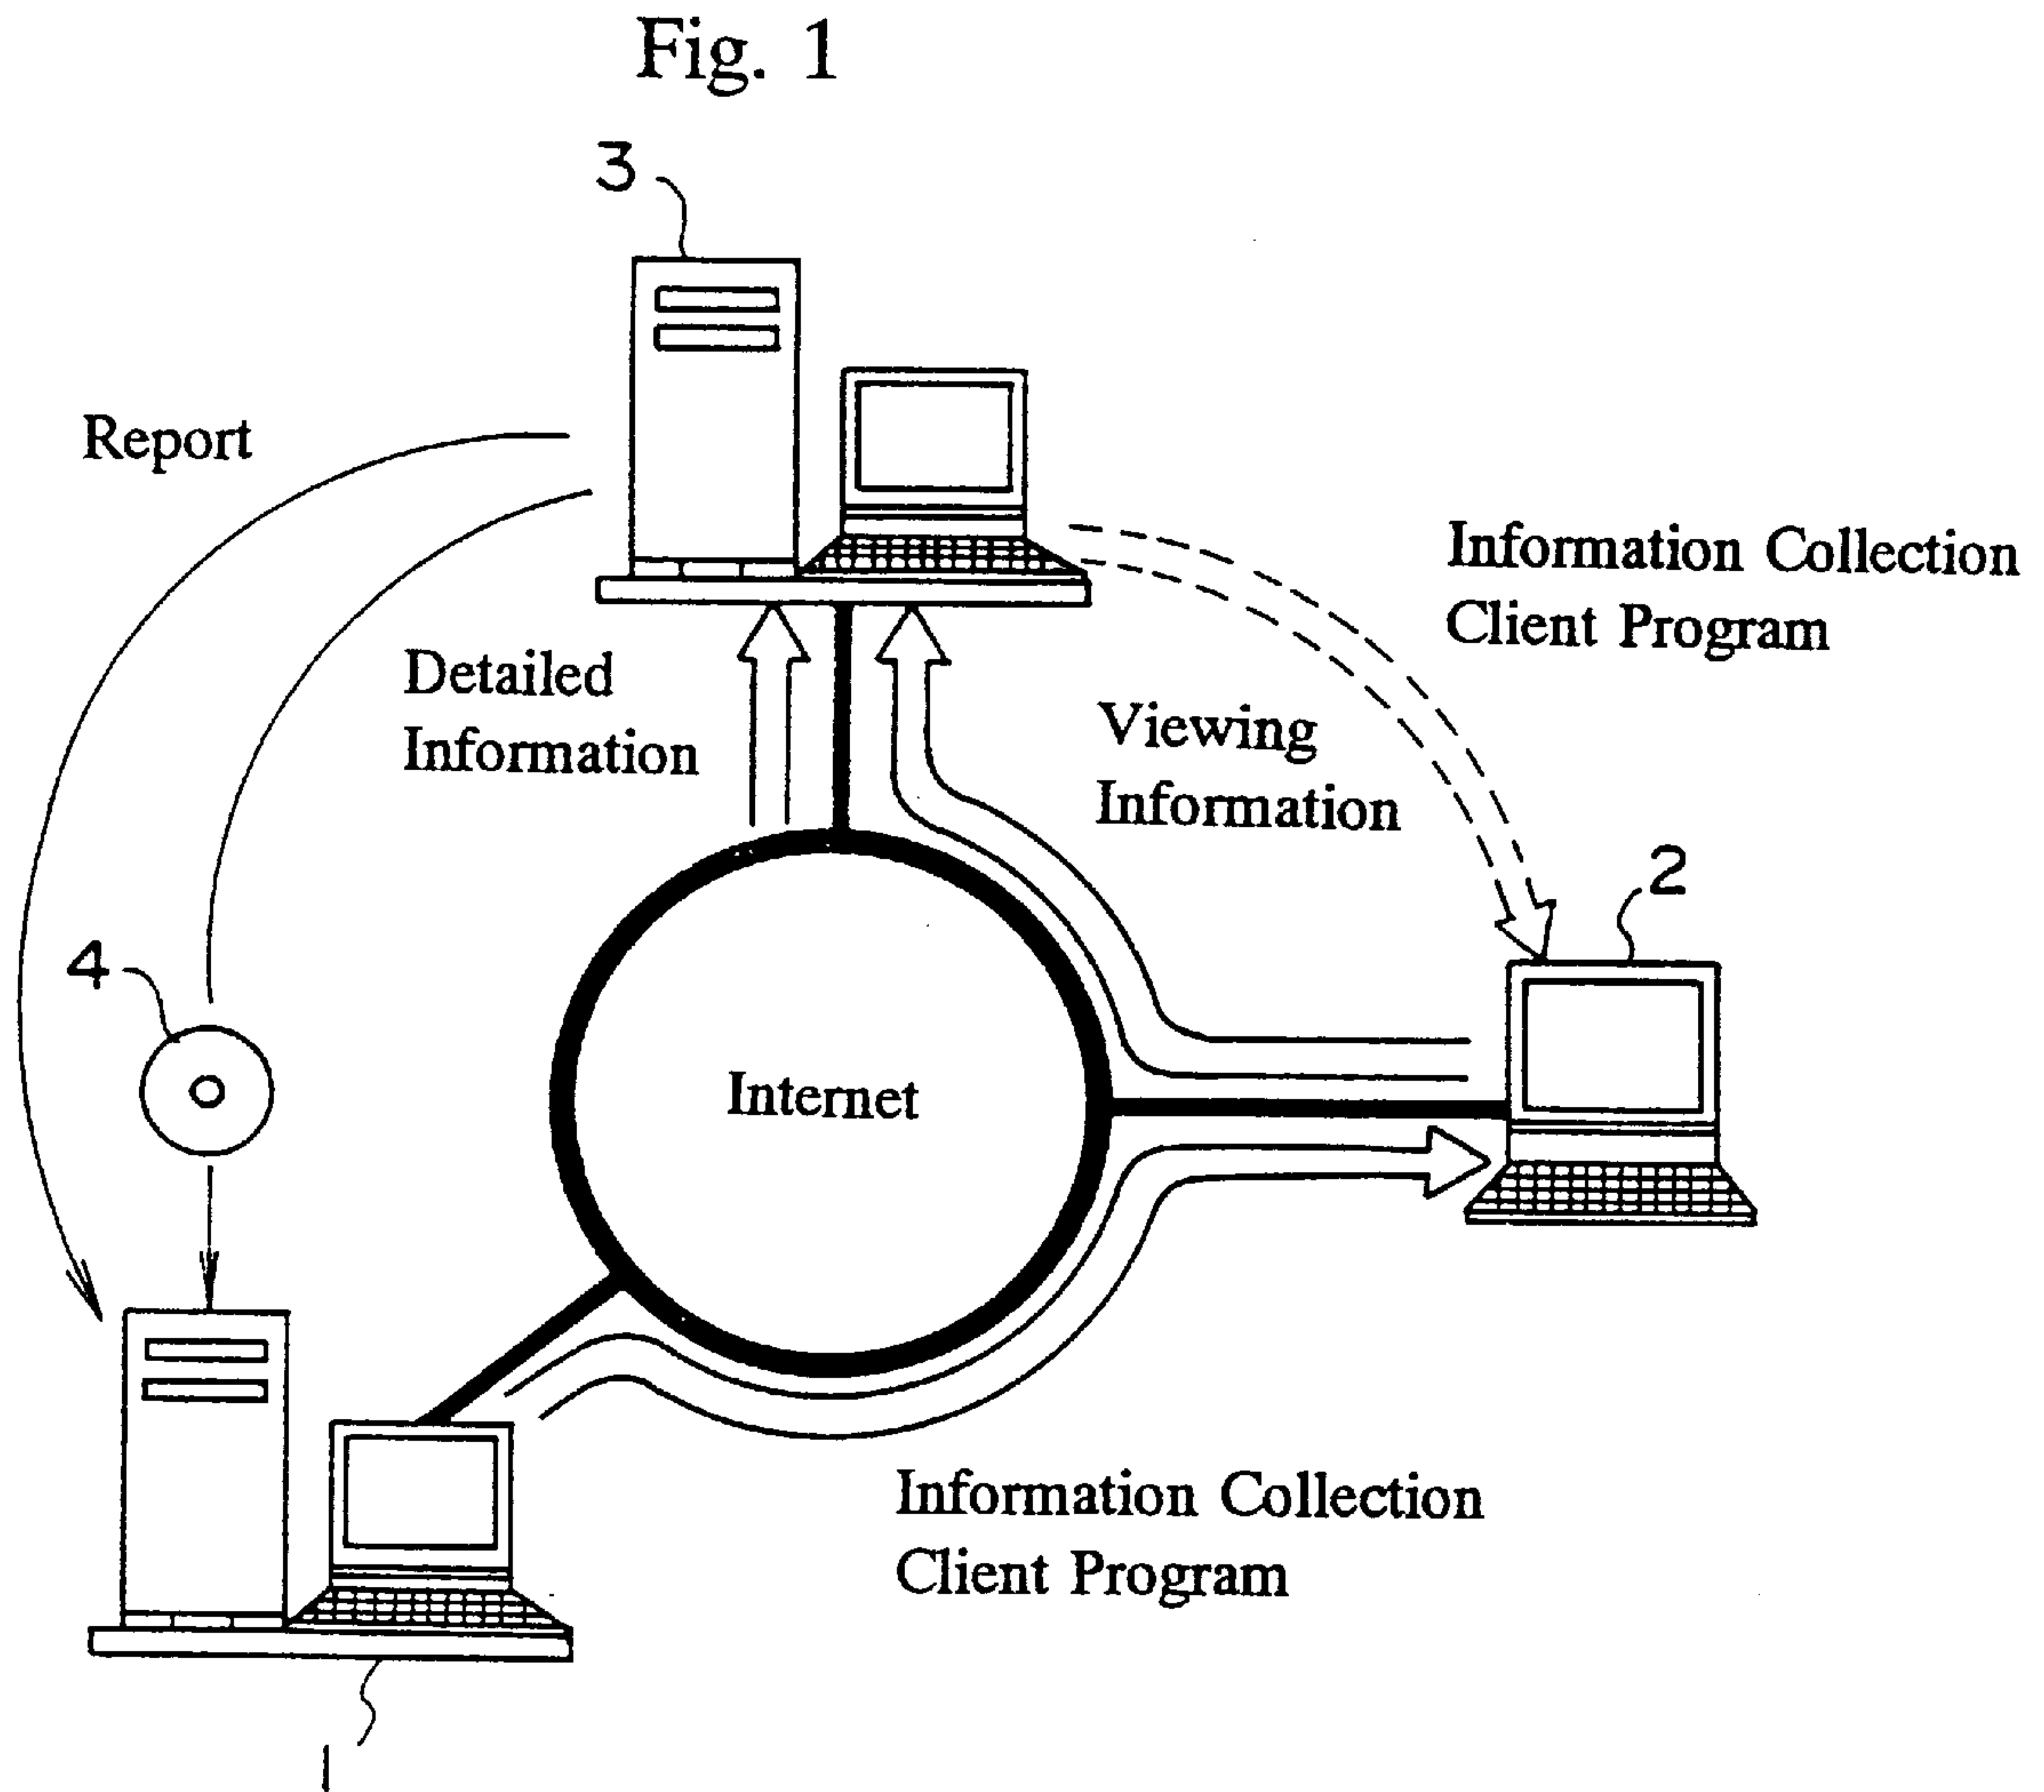 Fig. 1
3
Report
Information Collection
Client Program
Detailed
Information
Viewing
Information
2
4
Internet
Information Collection
Client Program
1